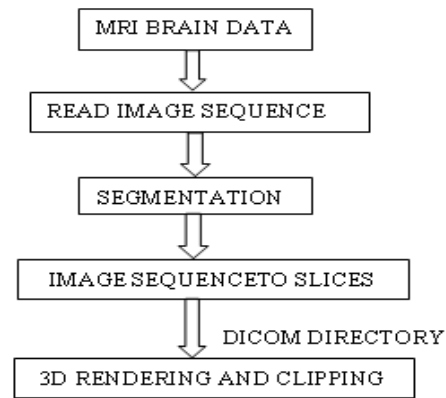 MRI BRAIN DATA
READ IMAGE SEQUENCE
SEGMENTATION
IMAGE SEQUENCETO SLICES
DICOM DIRECTORY
3D RENDERING AND CLIPPING